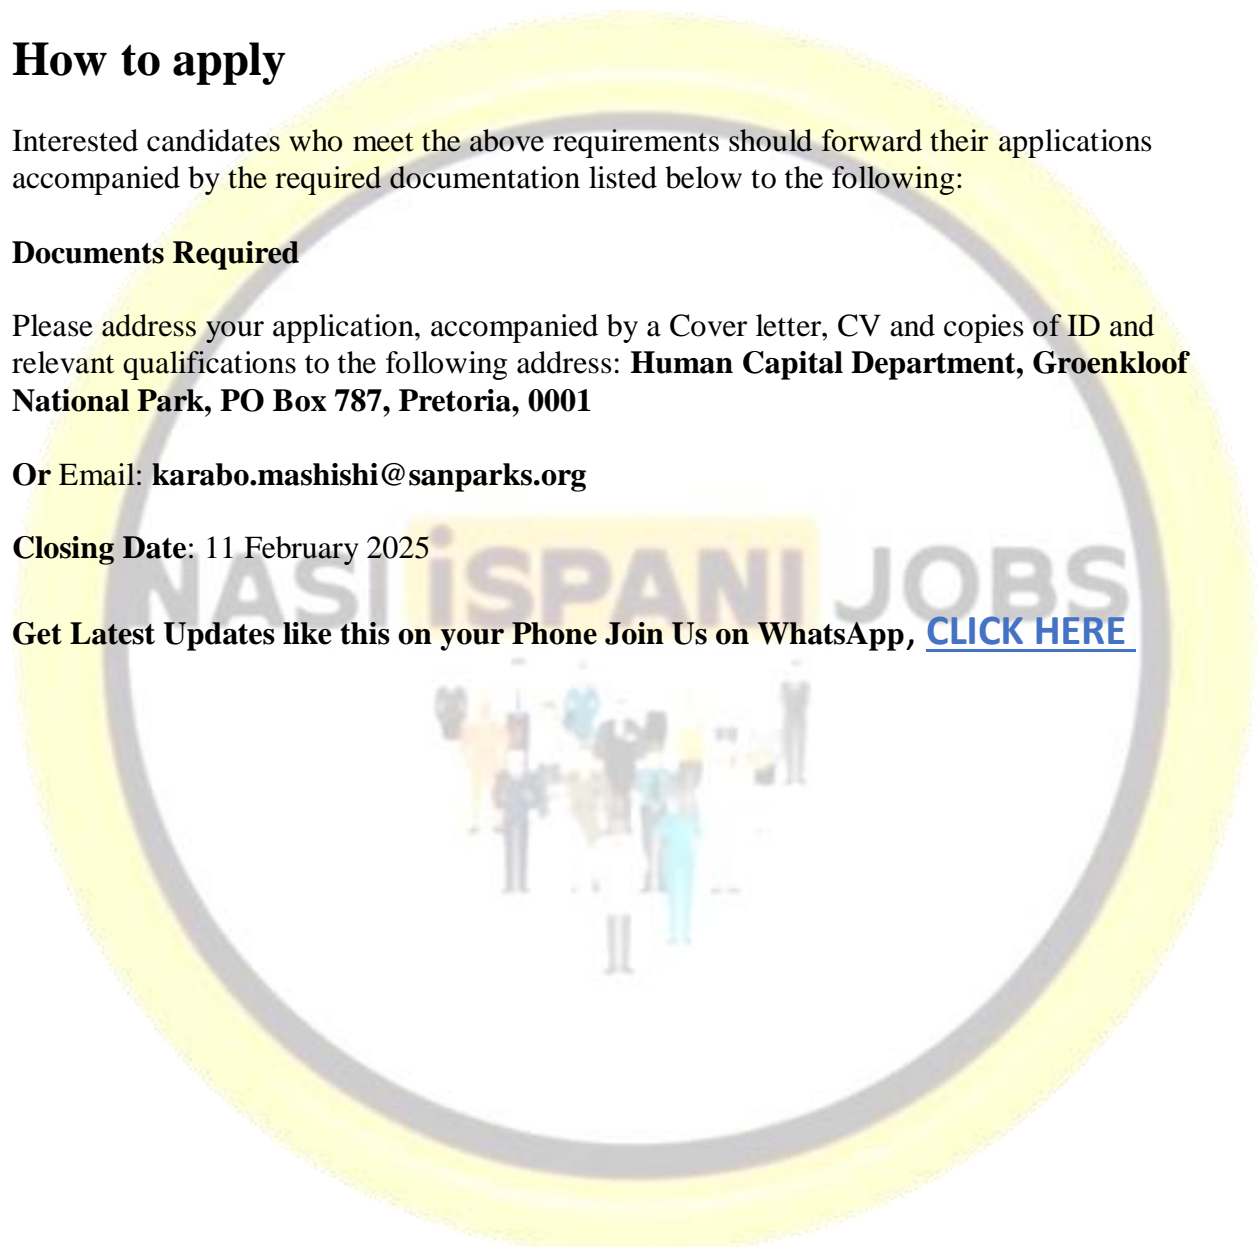 How to apply
Interested candidates who meet the above requirements should forward their applications
accompanied by the required documentation listed below to the following:
Documents Required
Please address your application, accompanied by a Cover letter, CV and copies of ID and
relevant qualifications to the following address: Human Capital Department, Groenkloof
National Park, PO Box 787, Pretoria, 0001
Or Email: karabo.mashishi@sanparks.org
Closing Date: 11 February 2025
NASI iSPANI JOBS
Get Latest Updates like this on your Phone Join Us on WhatsApp, CLICK HERE